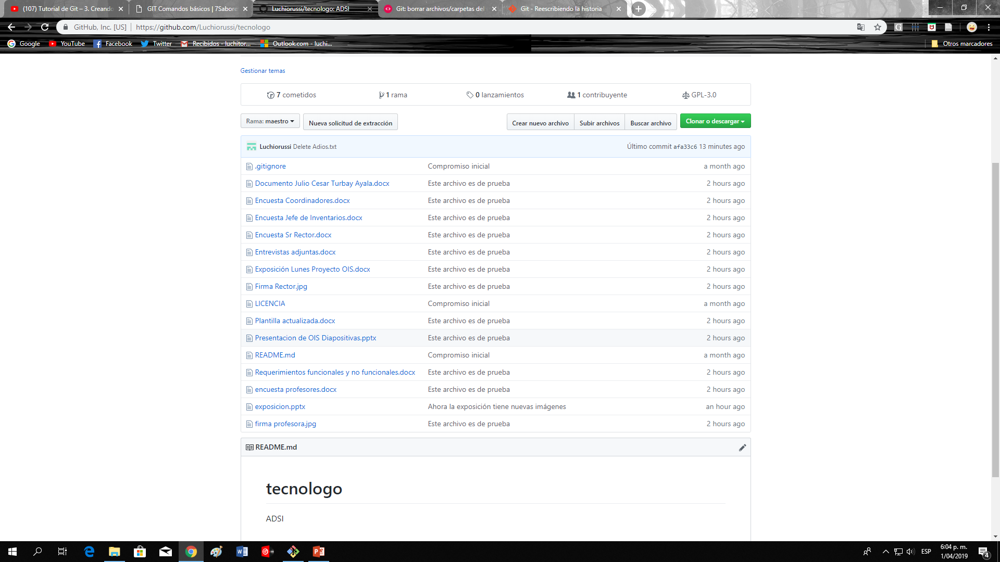 (107) Tutorial de Git – 3. Creando
GIT Comandos básicos | 7Sabore
Luchiorussi/tecnologo: ADSI
Git: borrar archivos/carpetas del
Git - Reescribiendo la historia
GitHub, Inc. [US] | https://github.com/Luchiorussi/tecnologo
Google YouTube Facebook Twitter Recibidos - luchitor... Outlook.com - luchi... Otros marcadores
Gestionar temas
7 cometidos 1 rama 0 lanzamientos 1 contribuyente GPL-3.0
Rama: maestro Nueva solicitud de extracción Crear nuevo archivo Subir archivos Buscar archivo Clonar o descargar
Luchiorussi Delete Adios.txt Último commit afa33c6 13 minutes ago
.gitignore Compromiso inicial a month ago
Documento Julio Cesar Turbay Ayala.docx Este archivo es de prueba 2 hours ago
Encuesta Coordinadores.docx Este archivo es de prueba 2 hours ago
Encuesta Jefe de Inventarios.docx Este archivo es de prueba 2 hours ago
Encuesta Sr Rector.docx Este archivo es de prueba 2 hours ago
Entrevistas adjuntas.docx Este archivo es de prueba 2 hours ago
Exposición Lunes Proyecto OIS.docx Este archivo es de prueba 2 hours ago
Firma Rector.jpg Este archivo es de prueba 2 hours ago
LICENCIA Compromiso inicial a month ago
Plantilla actualizada.docx Este archivo es de prueba 2 hours ago
Presentacion de OIS Diapositivas.pptx Este archivo es de prueba 2 hours ago
README.md Compromiso inicial a month ago
Requerimientos funcionales y no funcionales.docx Este archivo es de prueba 2 hours ago
encuesta profesores.docx Este archivo es de prueba 2 hours ago
exposicion.pptx Ahora la exposición tiene nuevas imágenes an hour ago
firma profesora.jpg Este archivo es de prueba 2 hours ago
README.md
tecnologo
ADSI
ESP
6:04 p. m.
1/04/2019
4